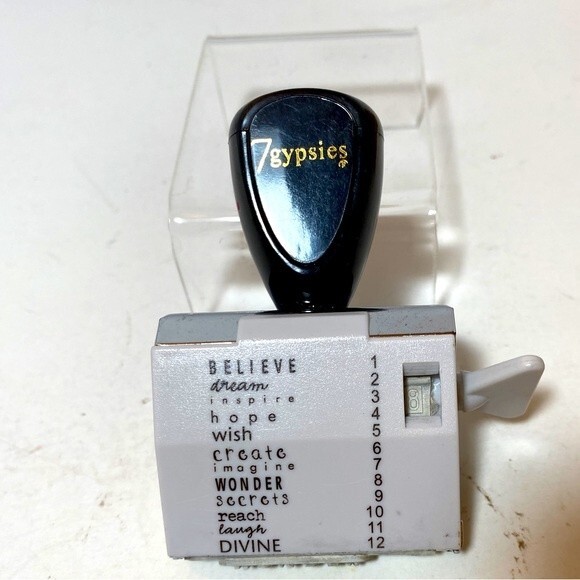 7gypsies
BELIEVE 1
dream 2
inspire 3
hope 4
wish 5
create 6
imagine 7
WONDER 8
secrets 9
reach 10
laugh 11
DIVINE 12
8